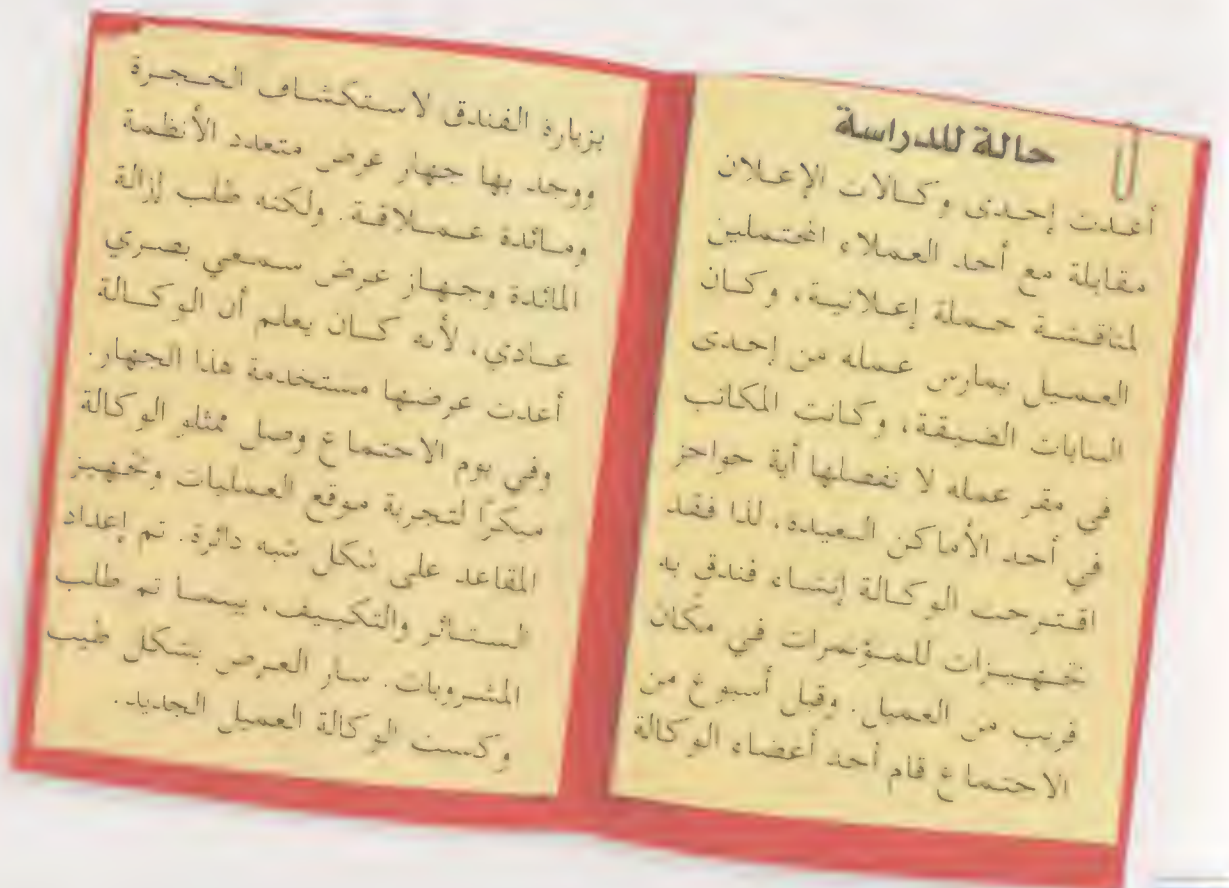 حالة للدراسة
أعدت إحدى وكالات الإعلان
مقابلة مع أحد العملاء المحتملين
لمناقشة حملة إعلانية، وكان
العميل يمارس عمله من إحدى
البنايات الضيقة، وكانت المكاتب
في مقر عمله لا تفصلها أية حواجز
في أحد الأماكن البعيدة، لذا فقد
اقترحت الوكالة إنشاء فندق به
تجهيزات للمؤتمرات في مكان
قريب من العميل. وقبل أسبوع من
الاجتماع قام أحد أعضاء الوكالة
بزيارة الفندق لاستكشاف الحجرة
ووجد بها جهاز عرض متعدد الأنظمة
ومائدة عملاقة. ولكنه طلب إزالة
المائدة وجهاز عرض سمعي بصري
عادي، لأنه كان يعلم أن الوكالة
أعدت عرضها مستخدمة هذا الجهاز.
وفي يوم الاجتماع وصل ممثلو الوكالة
مبكرًا لتجربة موقع العمليات وتجهيز
المقاعد على شكل شبه دائرة. تم إعداد
الستائر والتكييف، بينما تم طلب
المشروبات. سار العرض بشكل طيب
وكسبت الوكالة العميل الجديد.